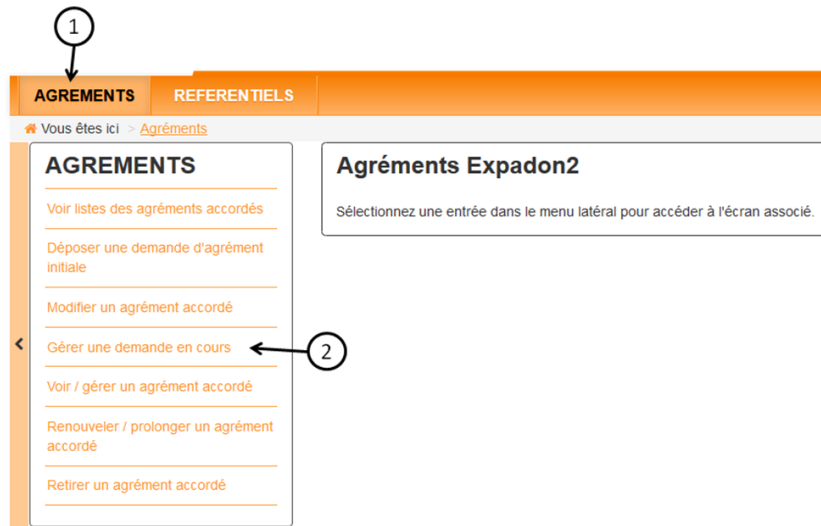 1
AGREMENTS REFERENTIELS
Vous êtes ici > Agréments
AGREMENTS
Voir listes des agréments accordés
Déposer une demande d'agrément
initiale
Modifier un agrément accordé
Gérer une demande en cours
2
Voir / gérer un agrément accordé
Renouveler / prolonger un agrément
accordé
Retirer un agrément accordé
Agréments Expadon2
Sélectionnez une entrée dans le menu latéral pour accéder à l'écran associé.